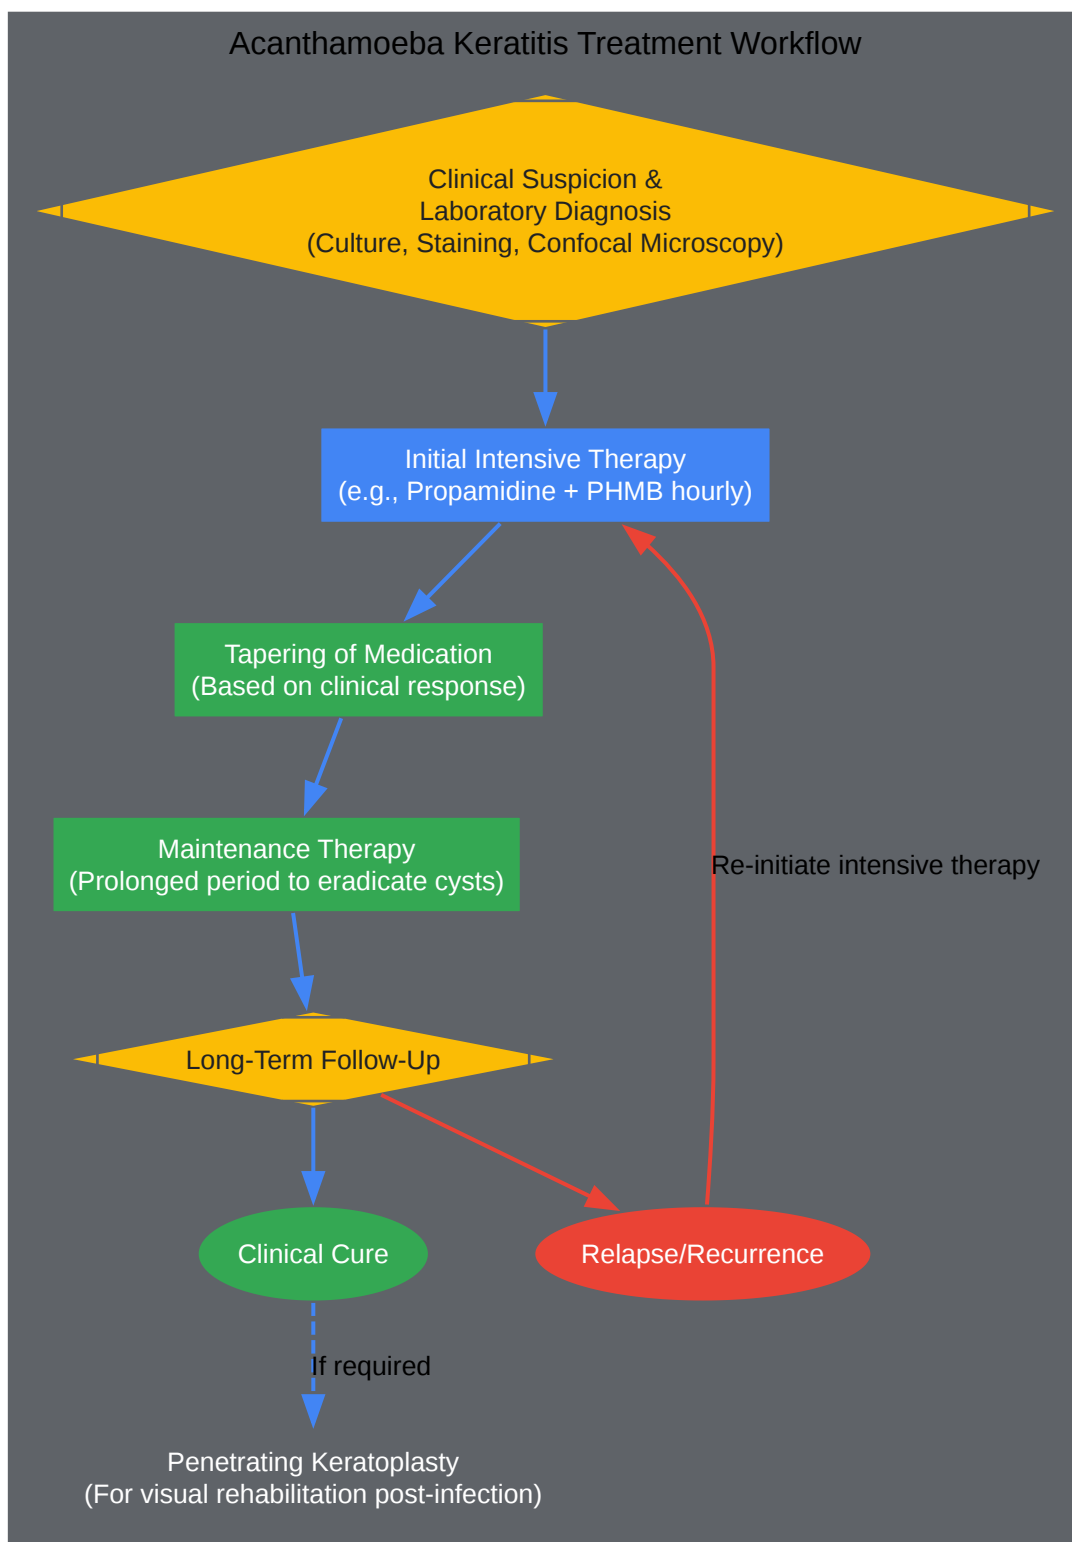 Acanthamoeba Keratitis Treatment Workflow
Clinical Suspicion &
Laboratory Diagnosis
(Culture, Staining, Confocal Microscopy)
Initial Intensive Therapy
(e.g., Propamidine + PHMB hourly)
Tapering of Medication
(Based on clinical response)
Maintenance Therapy
(Prolonged period to eradicate cysts)
Re-initiate intensive therapy
Long-Term Follow-Up
Clinical Cure
Relapse/Recurrence
If required
Penetrating Keratoplasty
(For visual rehabilitation post-infection)